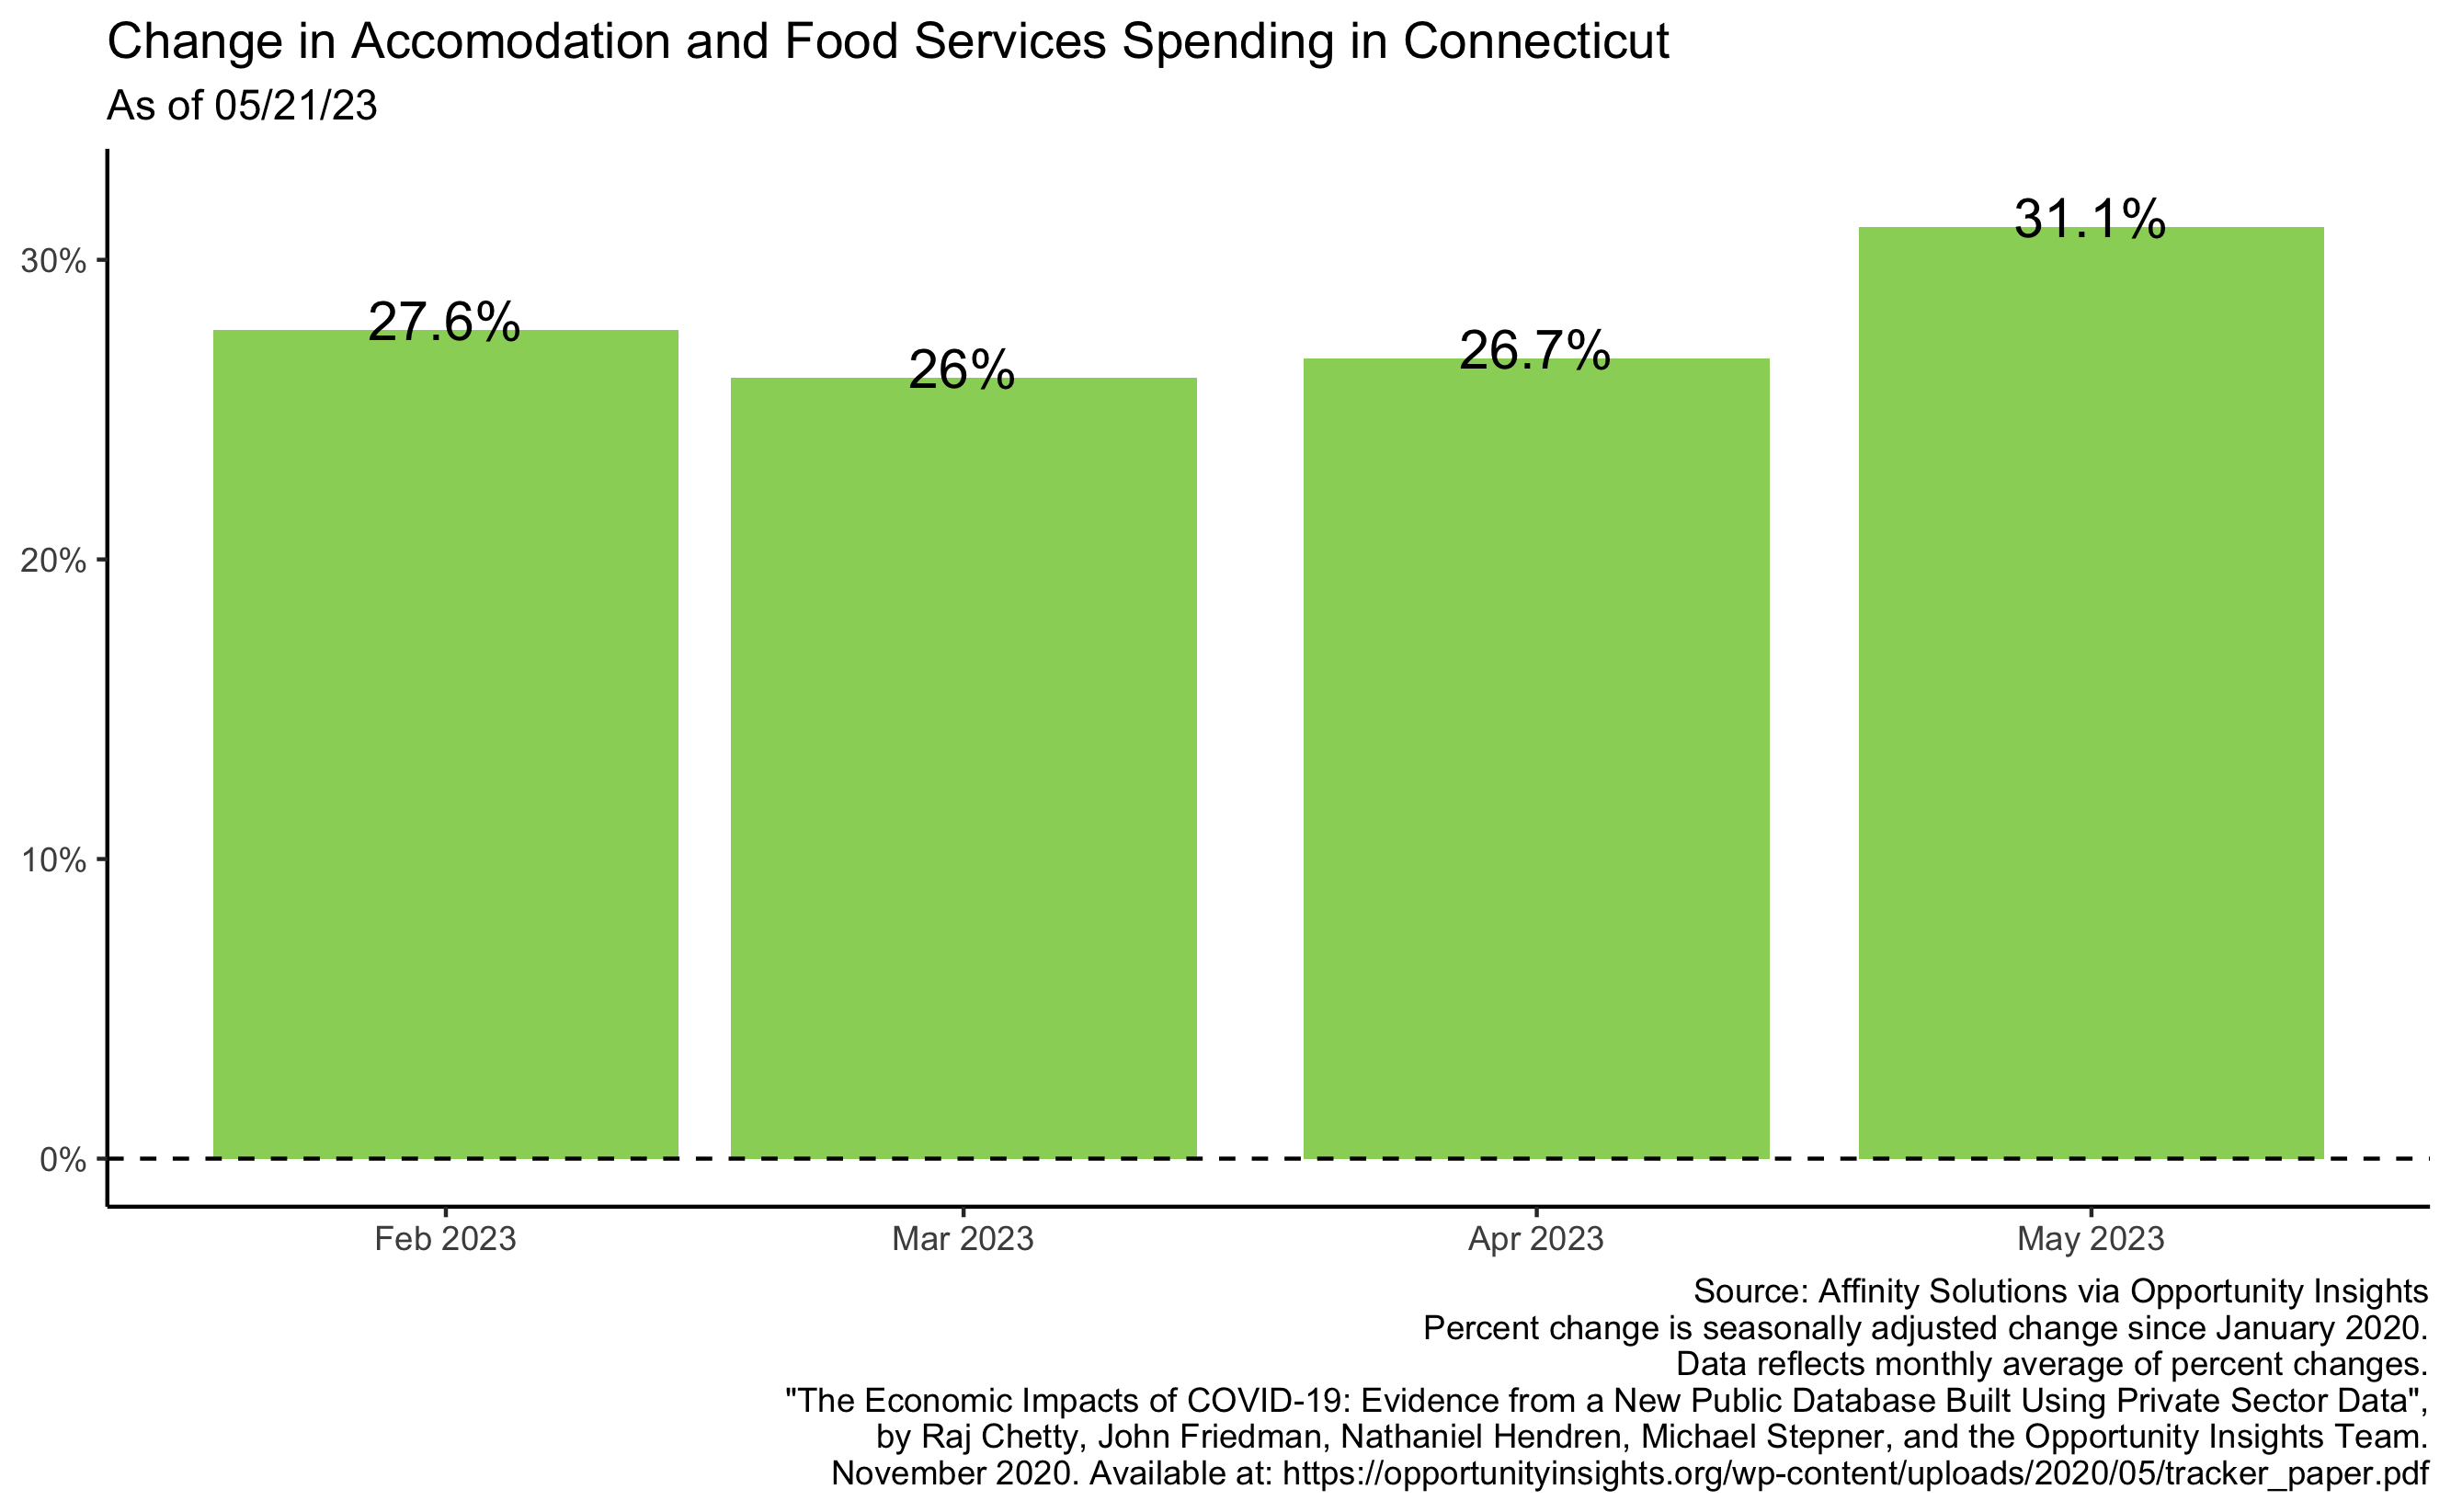 Change in Accomodation and Food Services Spending in Connecticut
As of 05/21/23
30%
20%
10%
0%
27.6%
26%
26.7%
31.1%
Feb 2023
Mar 2023
Apr 2023
May 2023
Source: Affinity Solutions via Opportunity Insights
Percent change is seasonally adjusted change since January 2020.
Data reflects monthly average of percent changes.
"The Economic Impacts of COVID-19: Evidence from a New Public Database Built Using Private Sector Data",
by Raj Chetty, John Friedman, Nathaniel Hendren, Michael Stepner, and the Opportunity Insights Team.
November 2020. Available at: https://opportunityinsights.org/wp-content/uploads/2020/05/tracker_paper.pdf